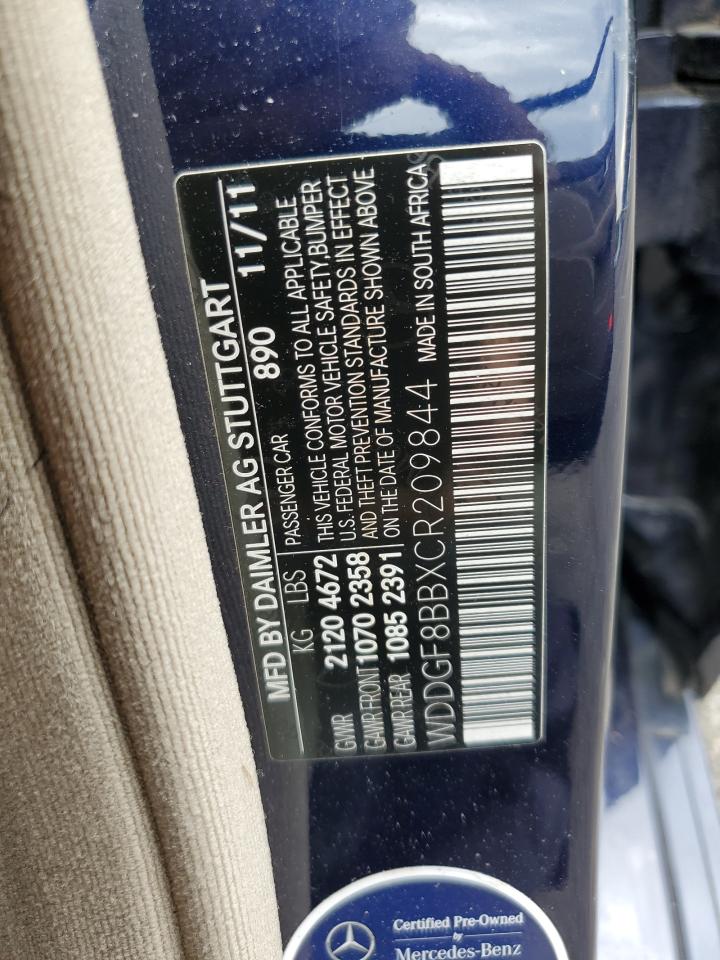 MFD BY DAIMLER AG STUTTGART
890 11/11
KG LBS PASSENGER CAR
GVWR 2120 4672 THIS VEHICLE CONFORMS TO ALL APPLICABLE
U.S. FEDERAL MOTOR VEHICLE SAFETY,BUMPER
GAWR FRONT 1070 2358 AND THEFT PREVENTION STANDARDS IN EFFECT
GAWR REAR 1085 2391 ON THE DATE OF MANUFACTURE SHOWN ABOVE
WDDGF8BBXCR209844 MADE IN SOUTH AFRICA
Certified Pre-Owned
by
Mercedes-Benz